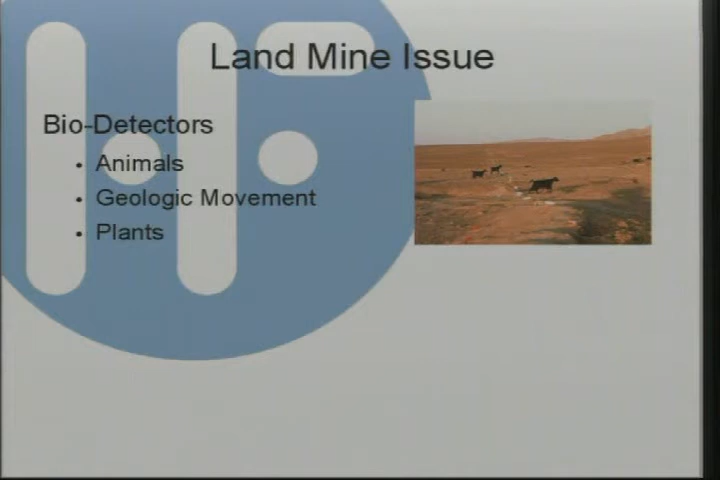 Land Mine Issue
Bio-Detectors
• Animals
• Geologic Movement
• Plants